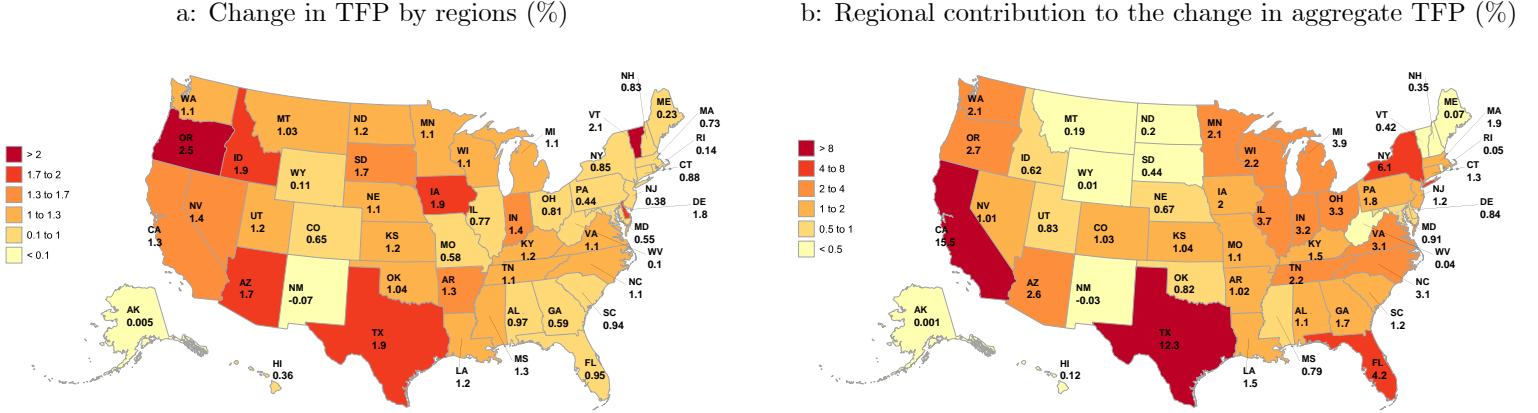 a: Change in TFP by regions (%)
> 2
1.7 to 2
1.3 to 1.7
1 to 1.3
0.1 to 1
< 0.1
WA
1.1
OR
2.5
CA
1.3
NV
1.4
ID
1.9
MT
1.03
WY
0.11
UT
1.2
AZ
1.7
CO
0.65
NM
-0.07
ND
1.2
SD
1.7
NE
1.1
KS
1.2
OK
1.04
TX
1.9
MN
1.1
IA
1.9
MO
0.58
AR
1.3
LA
1.2
WI
1.1
IL
0.77
MI
1.1
IN
1.4
OH
0.81
KY
1.2
TN
1.1
MS
1.3
AL
0.97
GA
0.59
FL
0.95
SC
0.94
NC
1.1
VA
1.1
WV
0.1
MD
0.55
DE
1.8
NJ
0.38
PA
0.44
NY
0.85
CT
0.88
RI
0.14
MA
0.73
VT
2.1
NH
0.83
ME
0.23
AK
0.005
HI
0.36
b: Regional contribution to the change in aggregate TFP (%)
> 8
4 to 8
2 to 4
1 to 2
0.5 to 1
< 0.5
WA
2.1
OR
2.7
CA
15.5
NV
1.01
ID
0.62
MT
0.19
WY
0.01
UT
0.83
AZ
2.6
CO
1.03
NM
-0.03
ND
0.2
SD
0.44
NE
0.67
KS
1.04
OK
0.82
TX
12.3
MN
2.1
IA
2
MO
1.1
AR
1.02
LA
1.5
WI
2.2
IL
3.7
MI
3.9
IN
3.2
OH
3.3
KY
1.5
TN
2.2
MS
0.79
AL
1.1
GA
1.7
FL
4.2
SC
1.2
NC
3.1
VA
3.1
WV
0.04
MD
0.91
DE
0.84
NJ
1.2
PA
1.8
NY
6.1
CT
1.3
RI
0.05
MA
1.9
VT
0.42
NH
0.35
ME
0.07
AK
0.001
HI
0.12